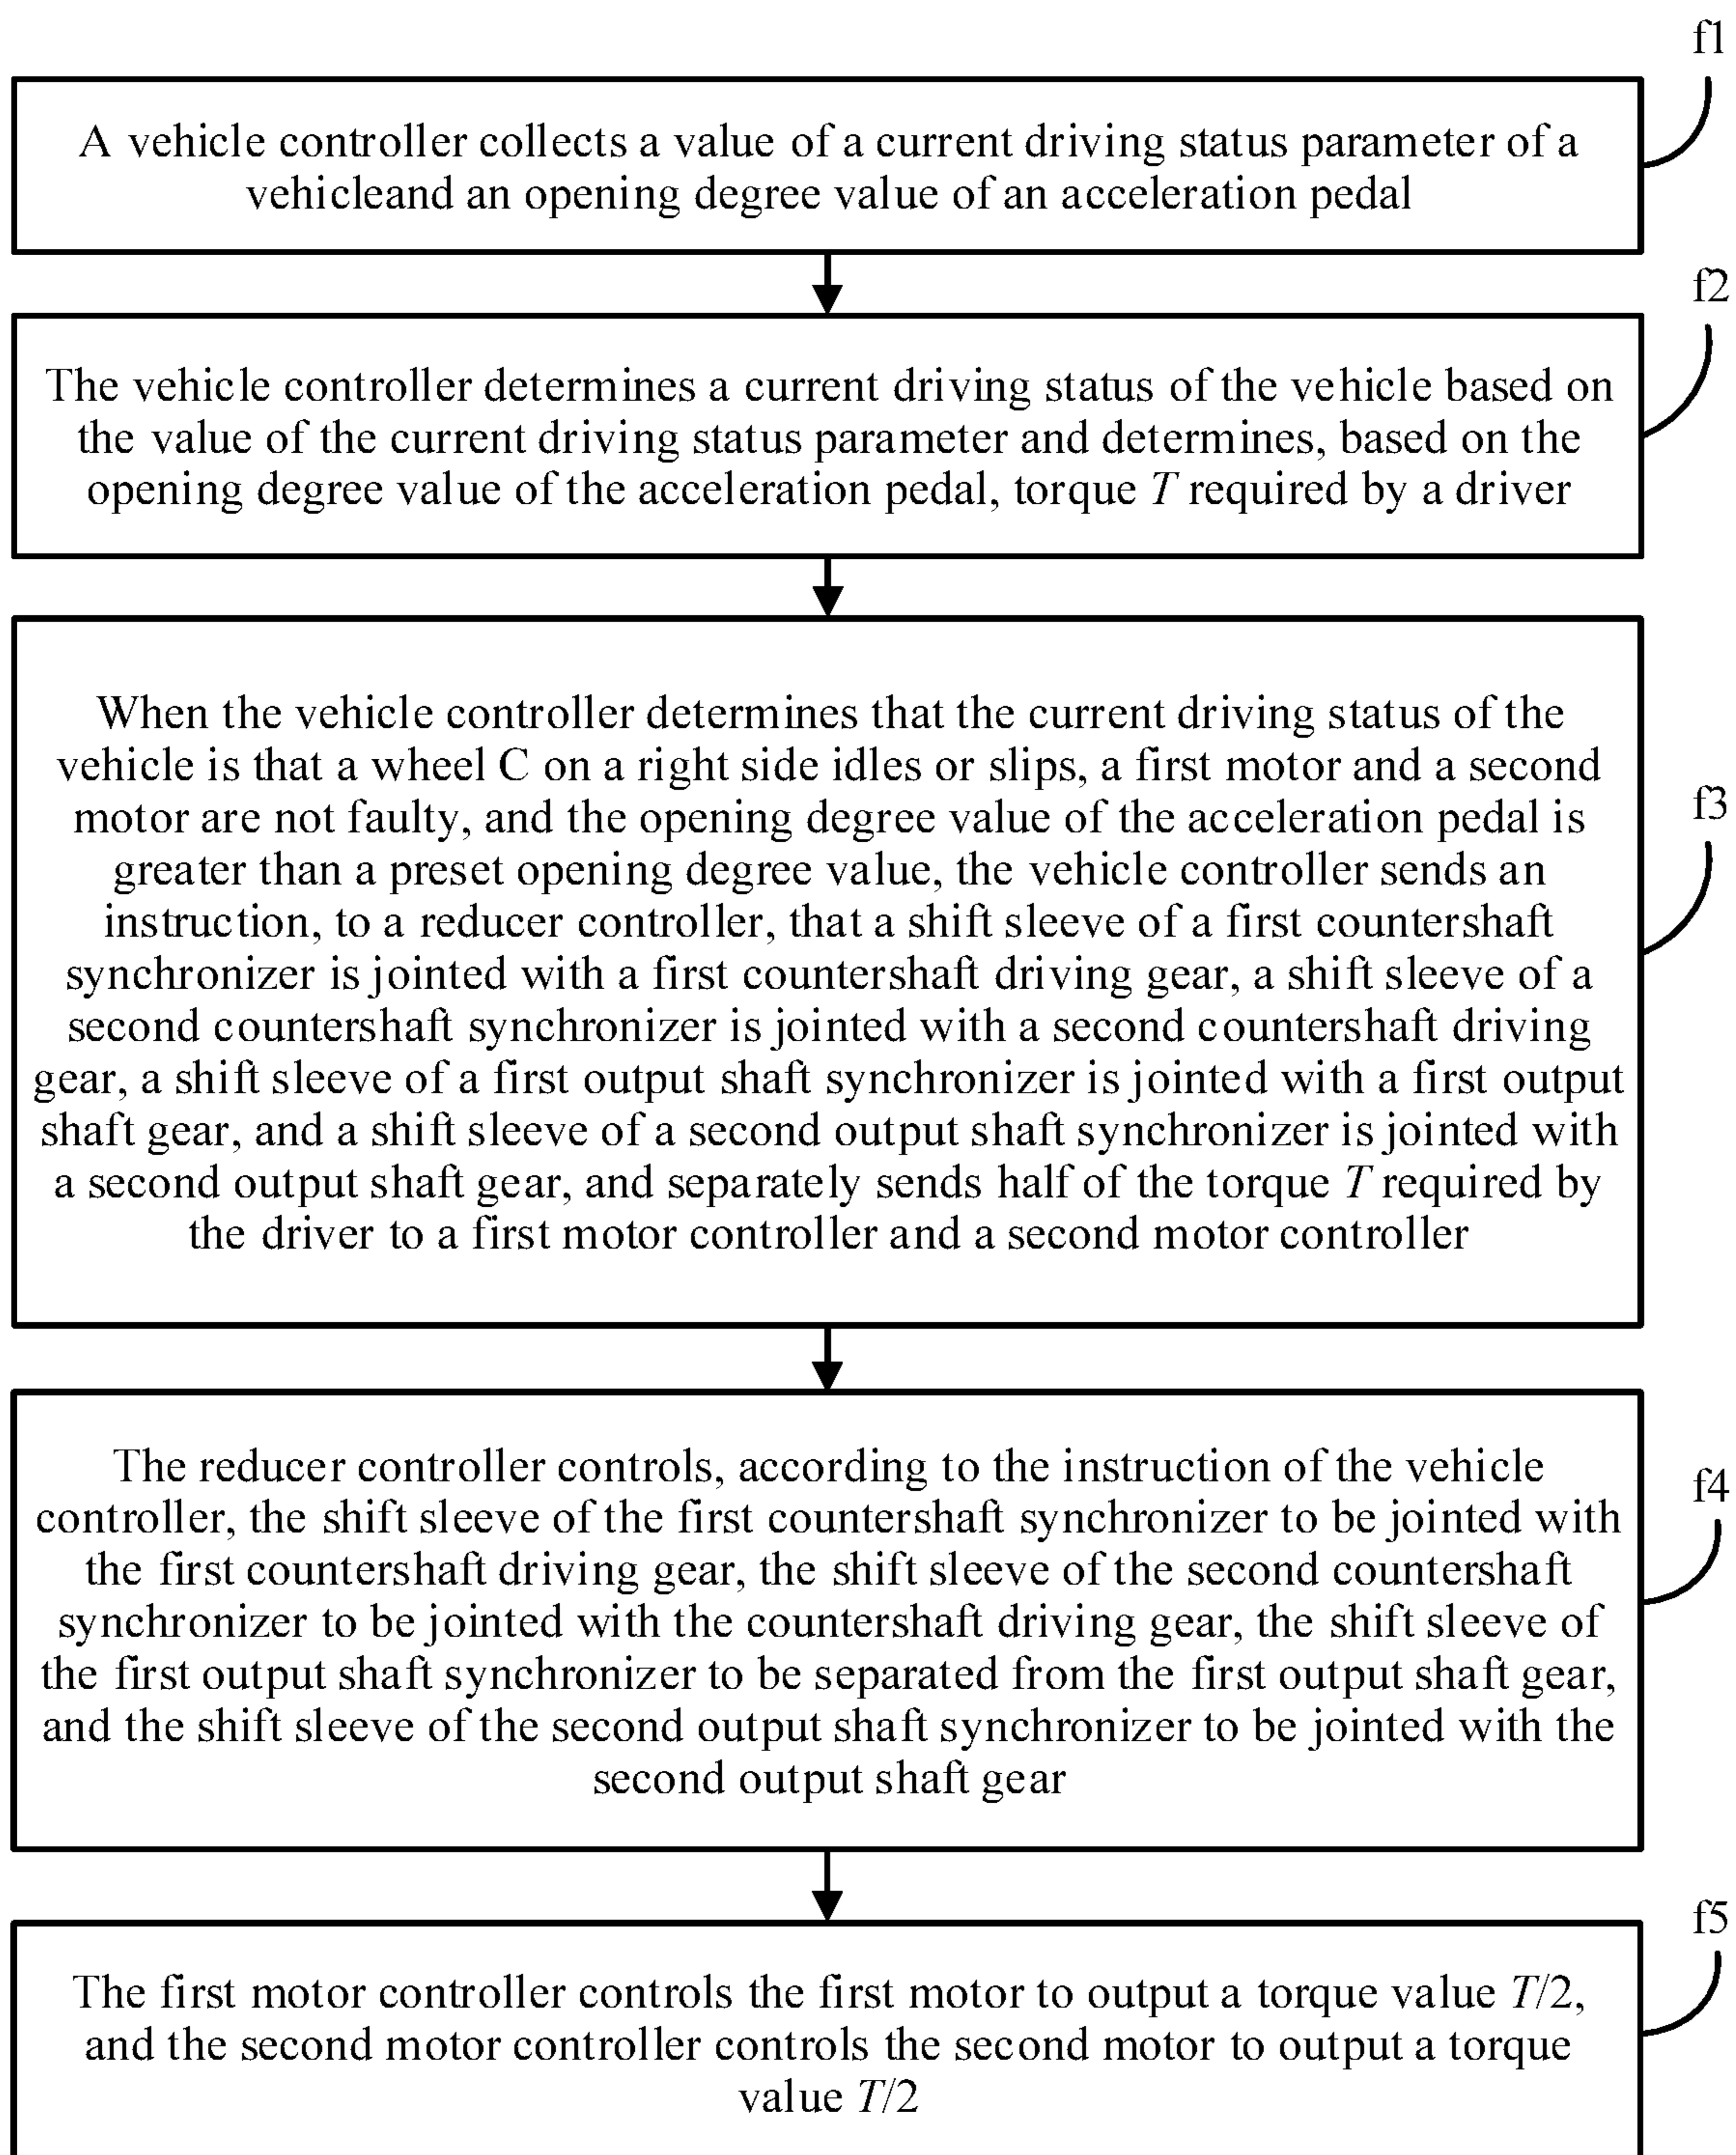 f1
A vehicle controller collects a value of a current driving status parameter of a
vehicleand an opening degree value of an acceleration pedal
f2
The vehicle controller determines a current driving status of the vehicle based on
the value of the current driving status parameter and determines, based on the
opening degree value of the acceleration pedal, torque T required by a driver
f3
When the vehicle controller determines that the current driving status of the
vehicle is that a wheel C on a right side idles or slips, a first motor and a second
motor are not faulty, and the opening degree value of the acceleration pedal is
greater than a preset opening degree value, the vehicle controller sends an
instruction, to a reducer controller, that a shift sleeve of a first countershaft
synchronizer is jointed with a first countershaft driving gear, a shift sleeve of a
second countershaft synchronizer is jointed with a second countershaft driving
gear, a shift sleeve of a first output shaft synchronizer is jointed with a first output
shaft gear, and a shift sleeve of a second output shaft synchronizer is jointed with
a second output shaft gear, and separately sends half of the torque T required by
the driver to a first motor controller and a second motor controller
f4
The reducer controller controls, according to the instruction of the vehicle
controller, the shift sleeve of the first countershaft synchronizer to be jointed with
the first countershaft driving gear, the shift sleeve of the second countershaft
synchronizer to be jointed with the countershaft driving gear, the shift sleeve of
the first output shaft synchronizer to be separated from the first output shaft gear,
and the shift sleeve of the second output shaft synchronizer to be jointed with the
second output shaft gear
f5
The first motor controller controls the first motor to output a torque value T/2,
and the second motor controller controls the second motor to output a torque
value T/2